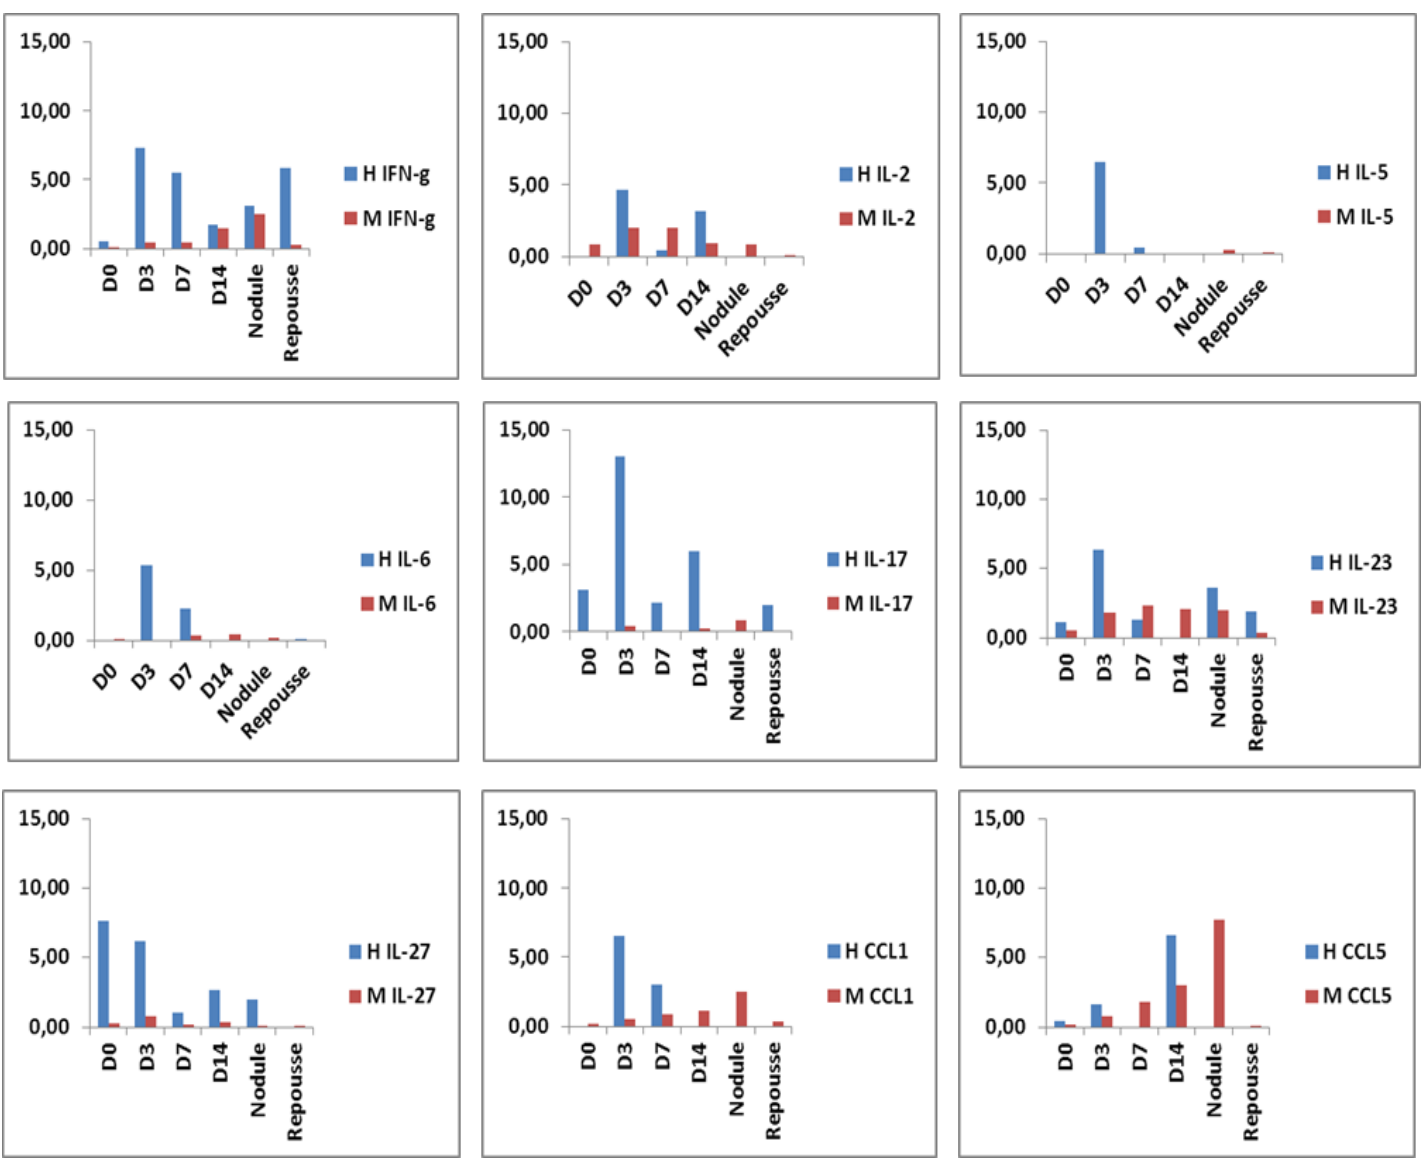 15,00
10,00
5,00
0,00
D0
D3
D7
D14
Nodule
Repousse
H IFN-g
M IFN-g
15,00
10,00
5,00
0,00
D0
D3
D7
D14
Nodule
Repousse
H IL-2
M IL-2
15,00
10,00
5,00
0,00
D0
D3
D7
D14
Nodule
Repousse
H IL-5
M IL-5
15,00
10,00
5,00
0,00
D0
D3
D7
D14
Nodule
Repousse
H IL-6
M IL-6
15,00
10,00
5,00
0,00
D0
D3
D7
D14
Nodule
Repousse
H IL-17
M IL-17
15,00
10,00
5,00
0,00
D0
D3
D7
D14
Nodule
Repousse
H IL-23
M IL-23
15,00
10,00
5,00
0,00
D0
D3
D7
D14
Nodule
Repousse
H IL-27
M IL-27
15,00
10,00
5,00
0,00
D0
D3
D7
D14
Nodule
Repousse
H CCL1
M CCL1
15,00
10,00
5,00
0,00
D0
D3
D7
D14
Nodule
Repousse
H CCL5
M CCL5